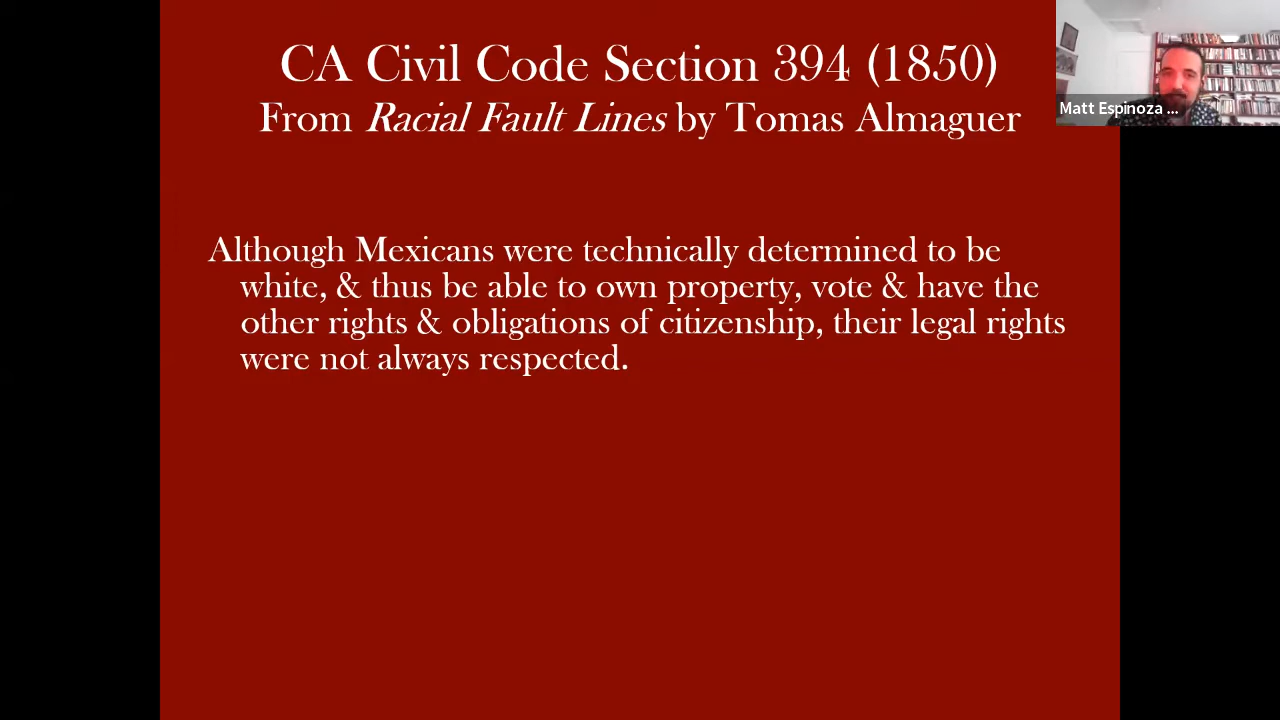 CA Civil Code Section 394 (1850)
From Racial Fault Lines by Tomas Almaguer
Matt Espinoza ...
Although Mexicans were technically determined to be
white, & thus be able to own property, vote & have the
other rights & obligations of citizenship, their legal rights
were not always respected.